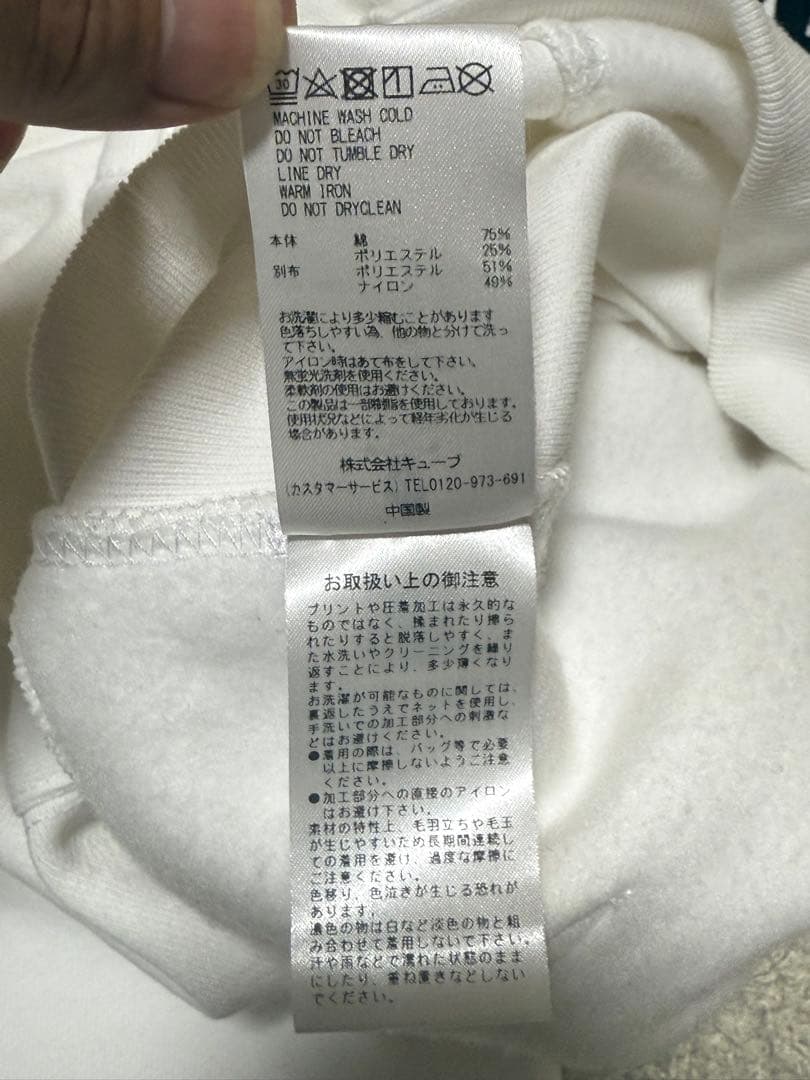 30
MACHINE WASH COLD
DO NOT BLEACH
DO NOT TUMBLE DRY
LINE DRY
WARM IRON
DO NOT DRYCLEAN
本体 綿 75%
ポリエステル 25%
別布 ポリエステル 51%
ナイロン 49%
お洗濯により多少縮むことがあります
色落ちしやすい為、他の物と分けて洗っ
て下さい。
アイロン時はあて布をして下さい。
無蛍光洗剤を使用ください。
柔軟剤の使用はお避けください。
この製品は一部樹脂を使用しております。
使用状況などによって経年劣化が生じる
場合があります。
株式会社キューブ
(カスタマーサービス) TEL0120-973-691
中国製
お取扱い上の御注意
プリントや圧着加工は永久的な
ものではなく、揉まれたり擦ら
れたりすると脱落しやすく、ま
た水洗いやクリーニングを繰り
返すことにより、多少薄くなり
ます。
お洗濯が可能なものに関しては、
裏返したうえでネットを使用し、
手洗いでの加工部分への刺激な
どはお避けください。
●着用の際は、バッグ等で必要
以上に摩擦しないようご注意
ください。
●加工部分への直接のアイロン
はお避け下さい。
素材の特性上、毛羽立ちや毛玉
が生じやすいため長期間連続し
ての着用を避け、過度な摩擦に
ご注意ください。
色移り、色泣きが生じる恐れが
あります。
濃色の物は白など淡色の物と組
み合わせて着用しないで下さい。
汗や雨などで濡れた状態のまま
にしたり、重ね置きなどしない
でください。